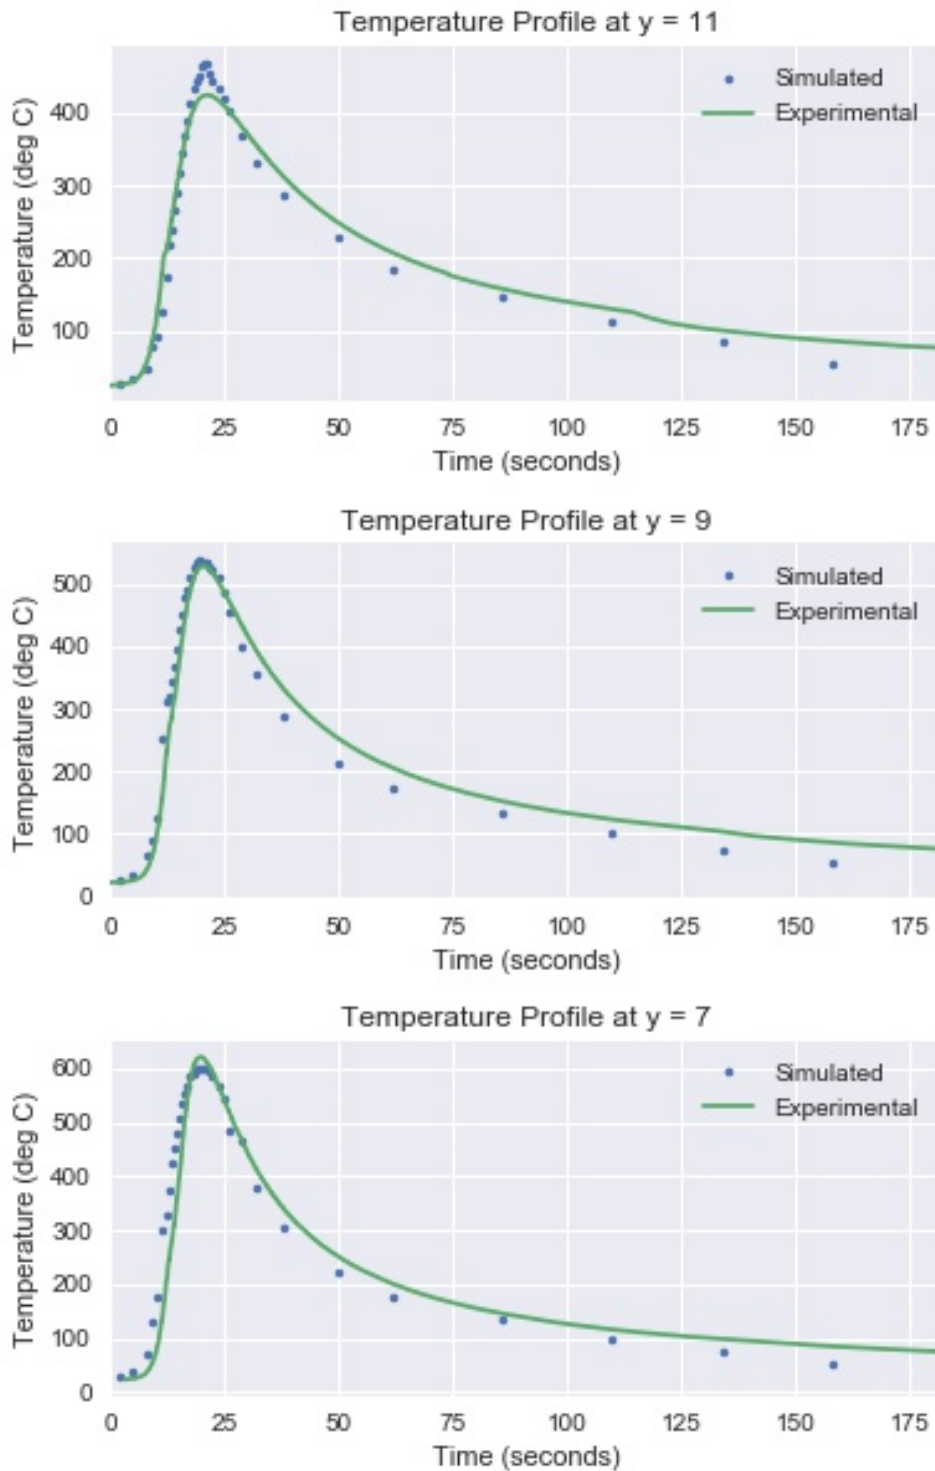 Temperature Profile at y = 11
Temperature (deg C)
400
300
200
100
Simulated
Experimental
0 25 50 75 100 125 150 175
Time (seconds)
Temperature Profile at y = 9
Temperature (deg C)
500
400
300
200
100
0
Simulated
Experimental
0 25 50 75 100 125 150 175
Time (seconds)
Temperature Profile at y = 7
Temperature (deg C)
600
500
400
300
200
100
0
Simulated
Experimental
0 25 50 75 100 125 150 175
Time (seconds)